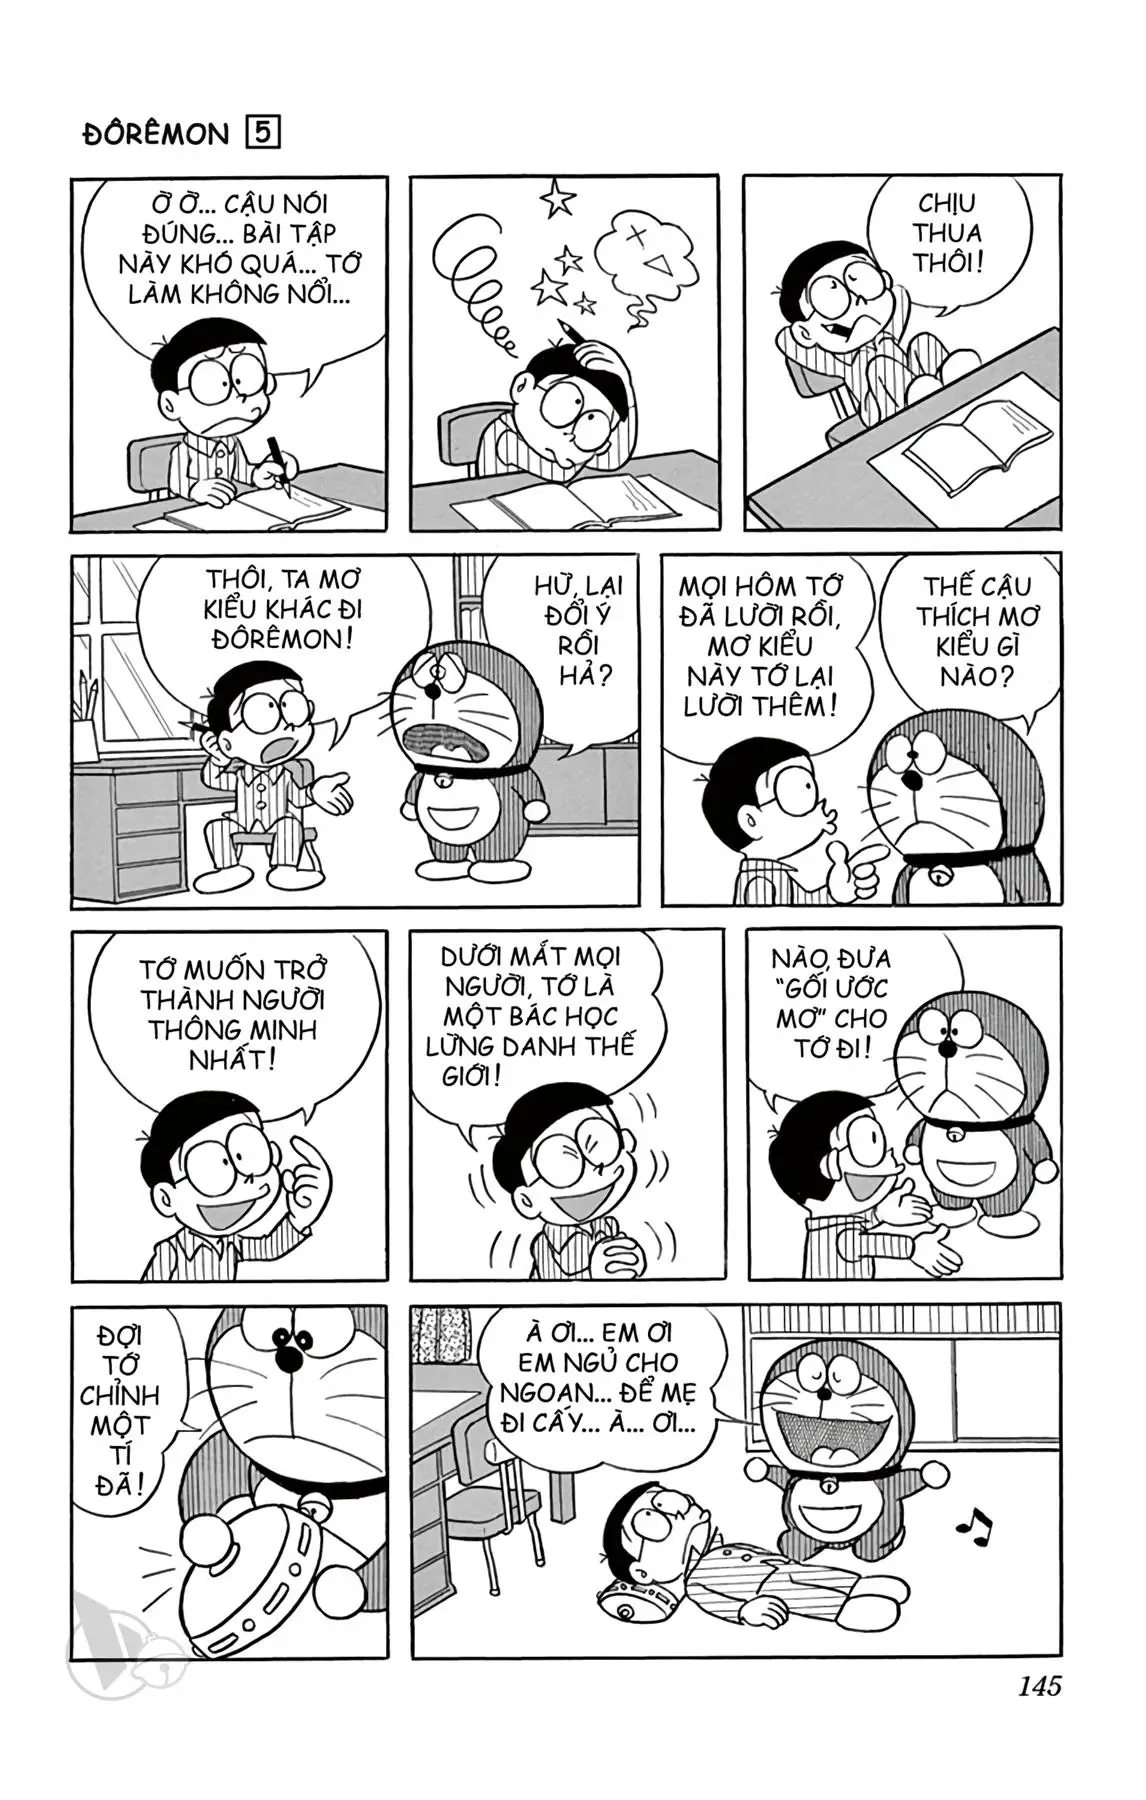 ĐÔRÊMON 5
Ờ Ờ... CẬU NÓI
ĐÚNG... BÀI TẬP
NÀY KHÓ QUÁ... TỚ
LÀM KHÔNG NỔI...
CHỊU
THUA
THÔI!
THÔI, TA MƠ
KIỂU KHÁC ĐI
ĐÔRÊMON!
HỪ, LẠI
ĐỔI Ý
RỒI
HẢ?
MỌI HÔM TỚ
ĐÃ LƯỜI RỒI,
MƠ KIỂU
NÀY TỚ LẠI
LƯỜI THÊM!
THẾ CẬU
THÍCH MƠ
KIỂU GÌ
NÀO?
TỚ MUỐN TRỞ
THÀNH NGƯỜI
THÔNG MINH
NHẤT!
DƯỚI MẮT MỌI
NGƯỜI, TỚ LÀ
MỘT BÁC HỌC
LỪNG DANH THẾ
GIỚI!
NÀO, ĐƯA
"GỐI ƯỚC
MƠ" CHO
TỚ ĐI!
ĐỢI
TỚ
CHỈNH
MỘT
TÍ
ĐÃ!
À ƠI... EM ƠI
EM NGỦ CHO
NGOAN... ĐỂ MẸ
ĐI CẤY... À... ƠI...
145